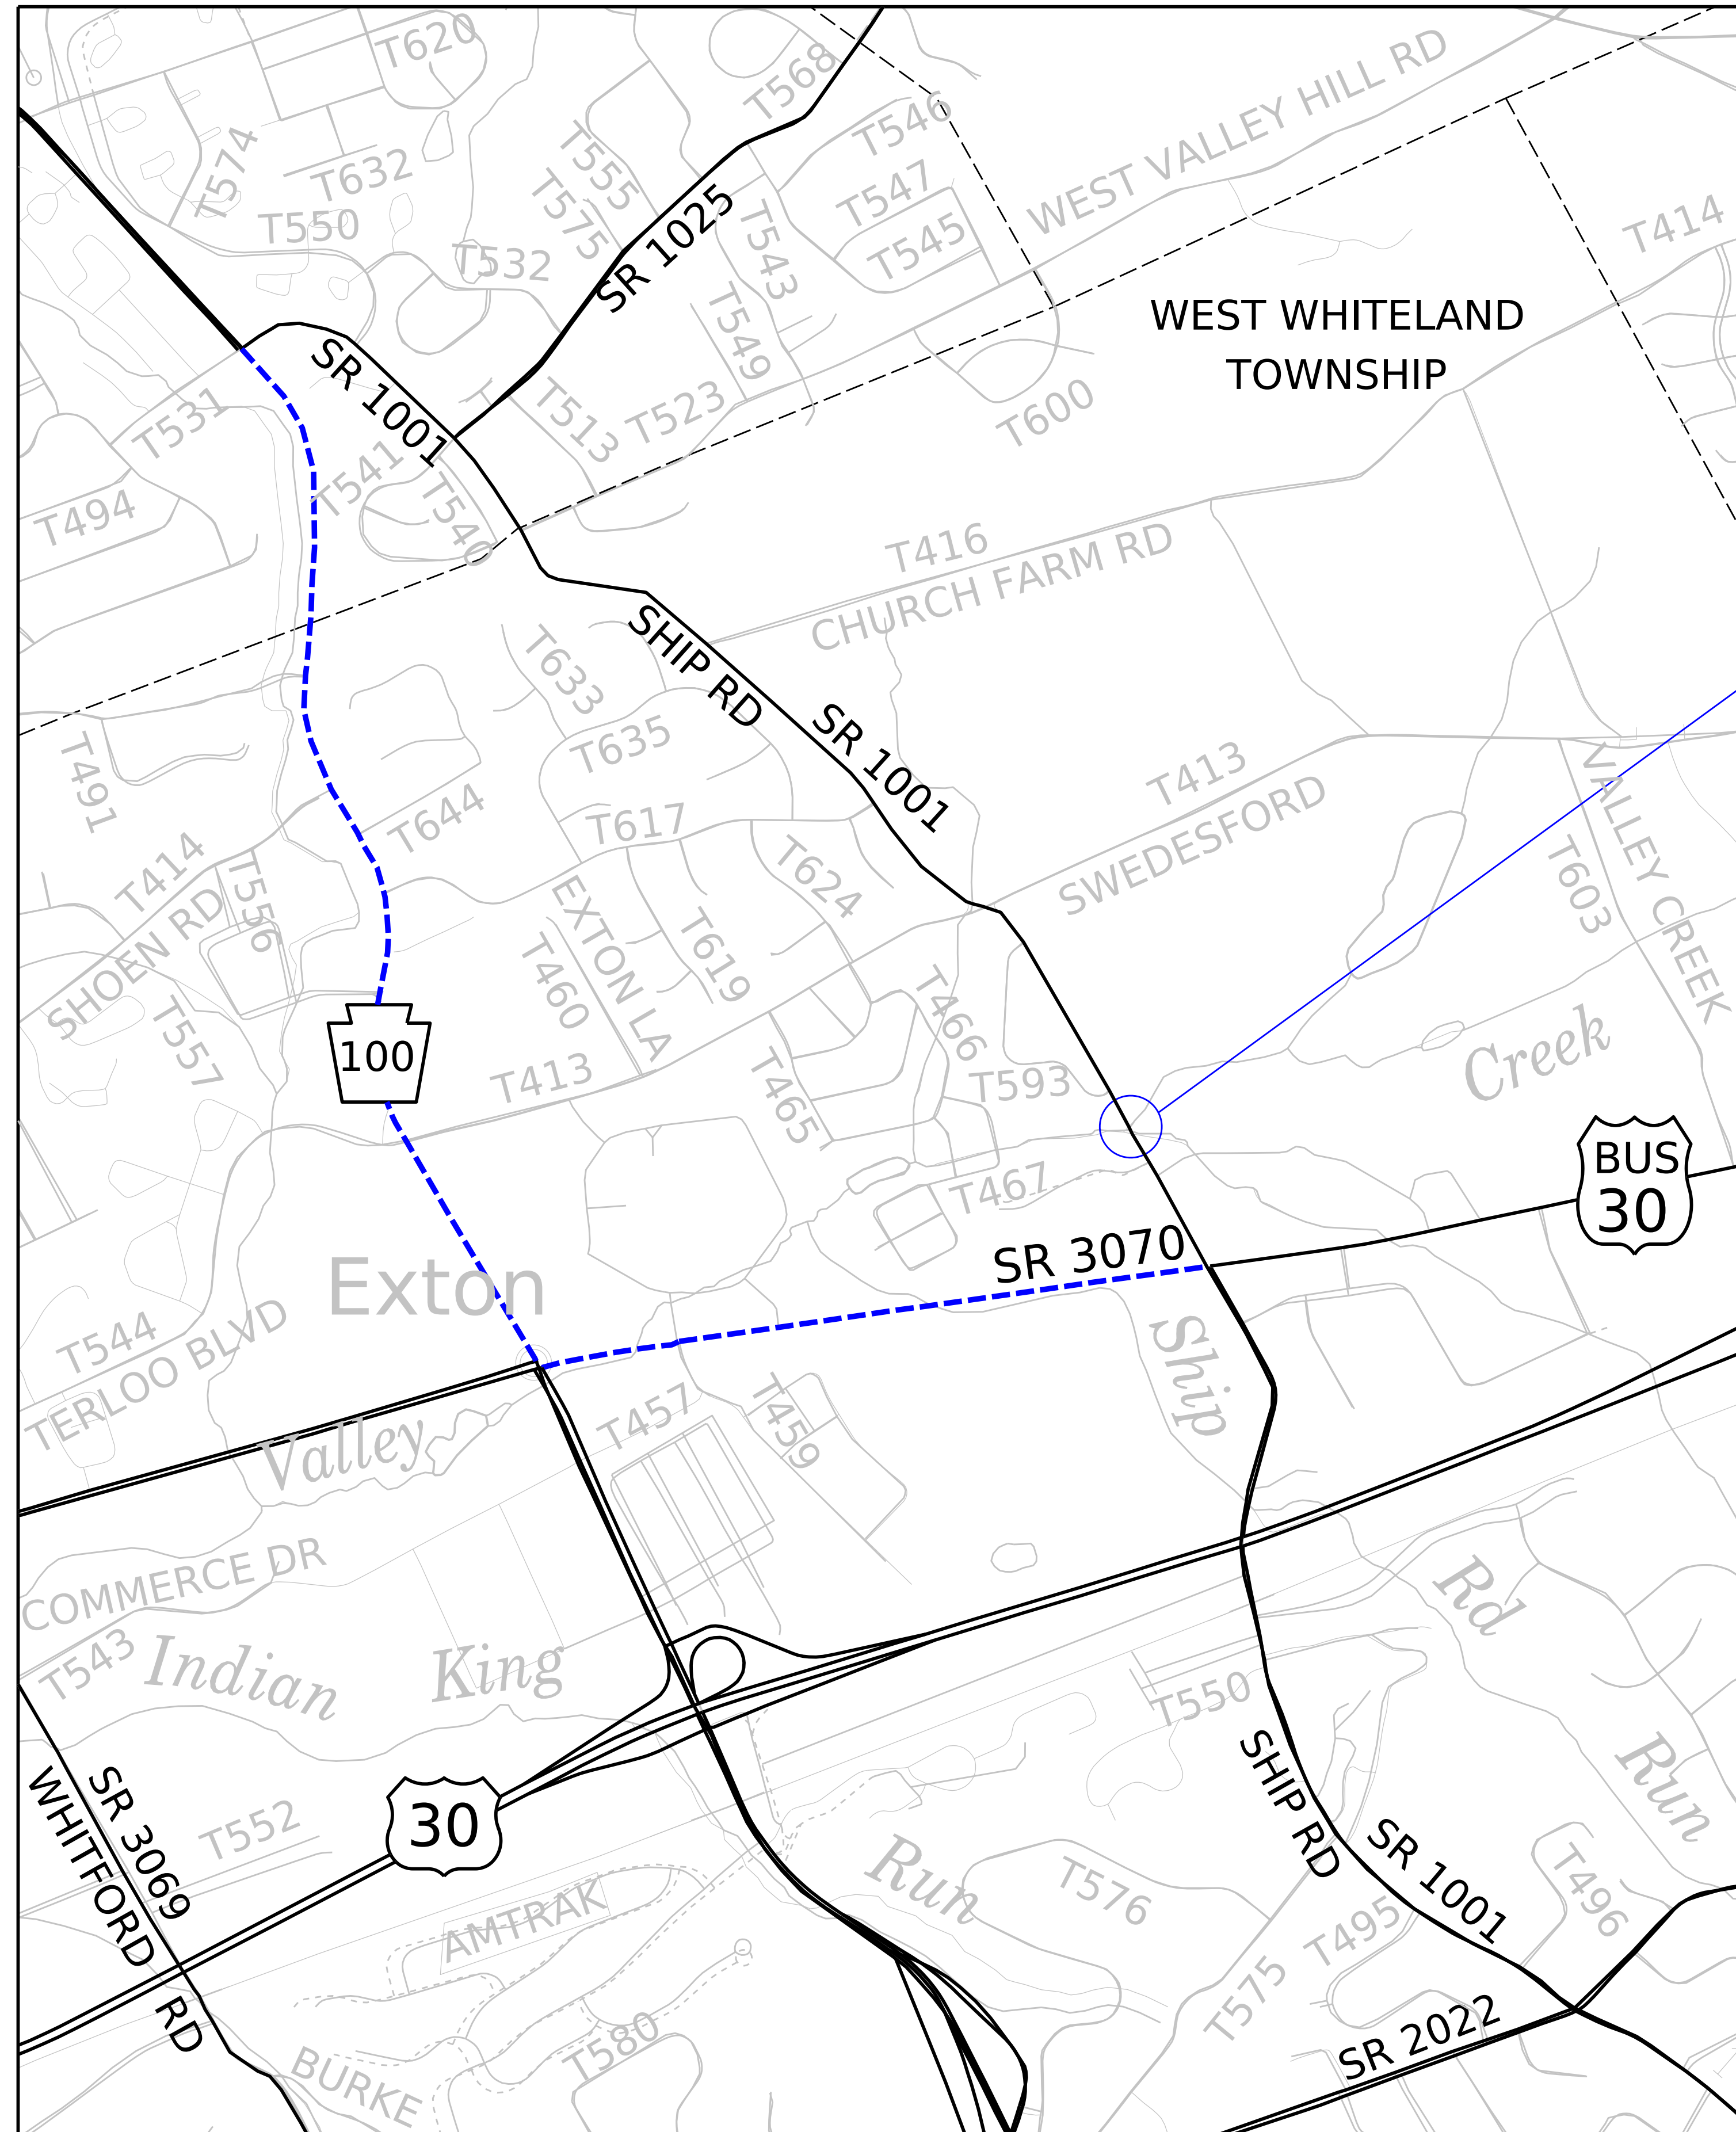 T620
T568
T546
WEST VALLEY HILL RD
T574
T632
T555
T547
T550
T575
SR 1025
T545
T414
T532
T543
WEST WHITELAND
TOWNSHIP
T549
SR 1001
T531
T513
T523
T600
T541
T540
T494
T416
CHURCH FARM RD
SHIP RD
T633
T635
SR 1001
T491
T413
SWEDESFORD
VALLEY CREEK
T644
T617
T414
SHOEN RD
T556
T624
T603
EXTON LA
T460
T619
T466
T557
100
T413
T465
T593
Creek
BUS
30
T467
SR 3070
Exton
T544
TERLOO BLVD
Ship
Valley
T457
T459
COMMERCE DR
Rd
T543
Indian
King
T550
SHIP RD
Run
SR 3069
WHITFORD
RD
30
T552
SR 1001
Run
T576
T496
T495
AMTRAK
T575
SR 2022
T580
BURKE